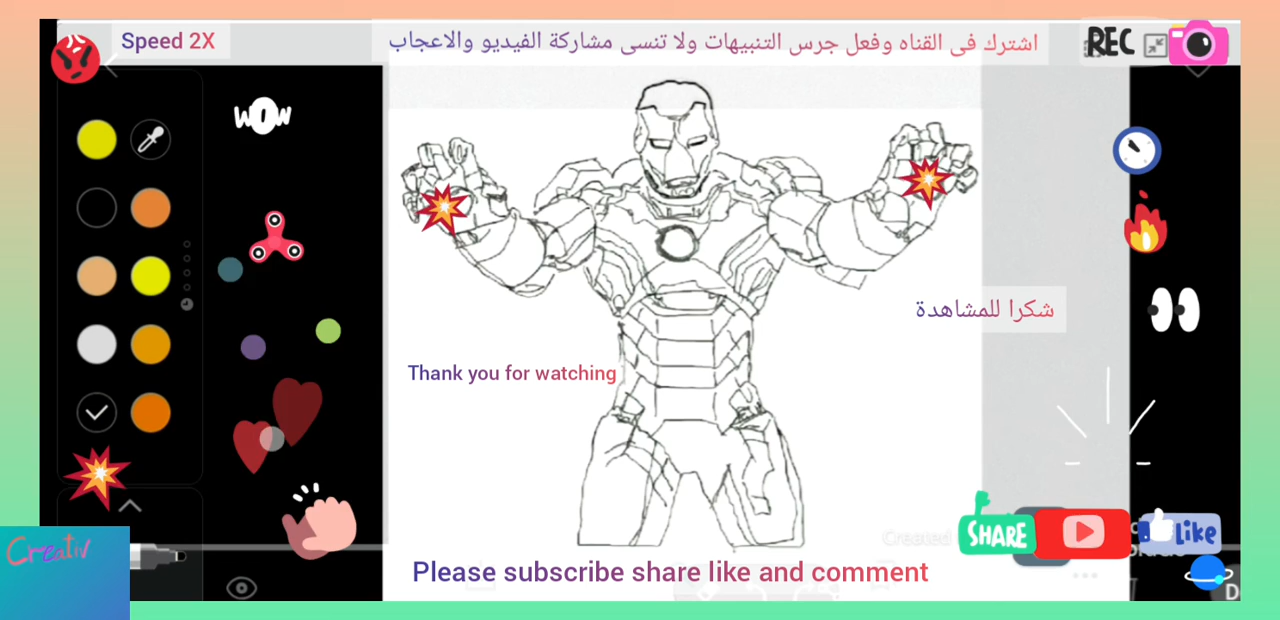 Speed 2X
اشترك فى القناه وفعل جرس التنبيهات ولا تنسى مشاركة الفيديو والاعجاب
REC
WOW
شكرا للمشاهدة
Thank you for watching
SHARE
Like
Created
Creativ
Please subscribe share like and comment
D